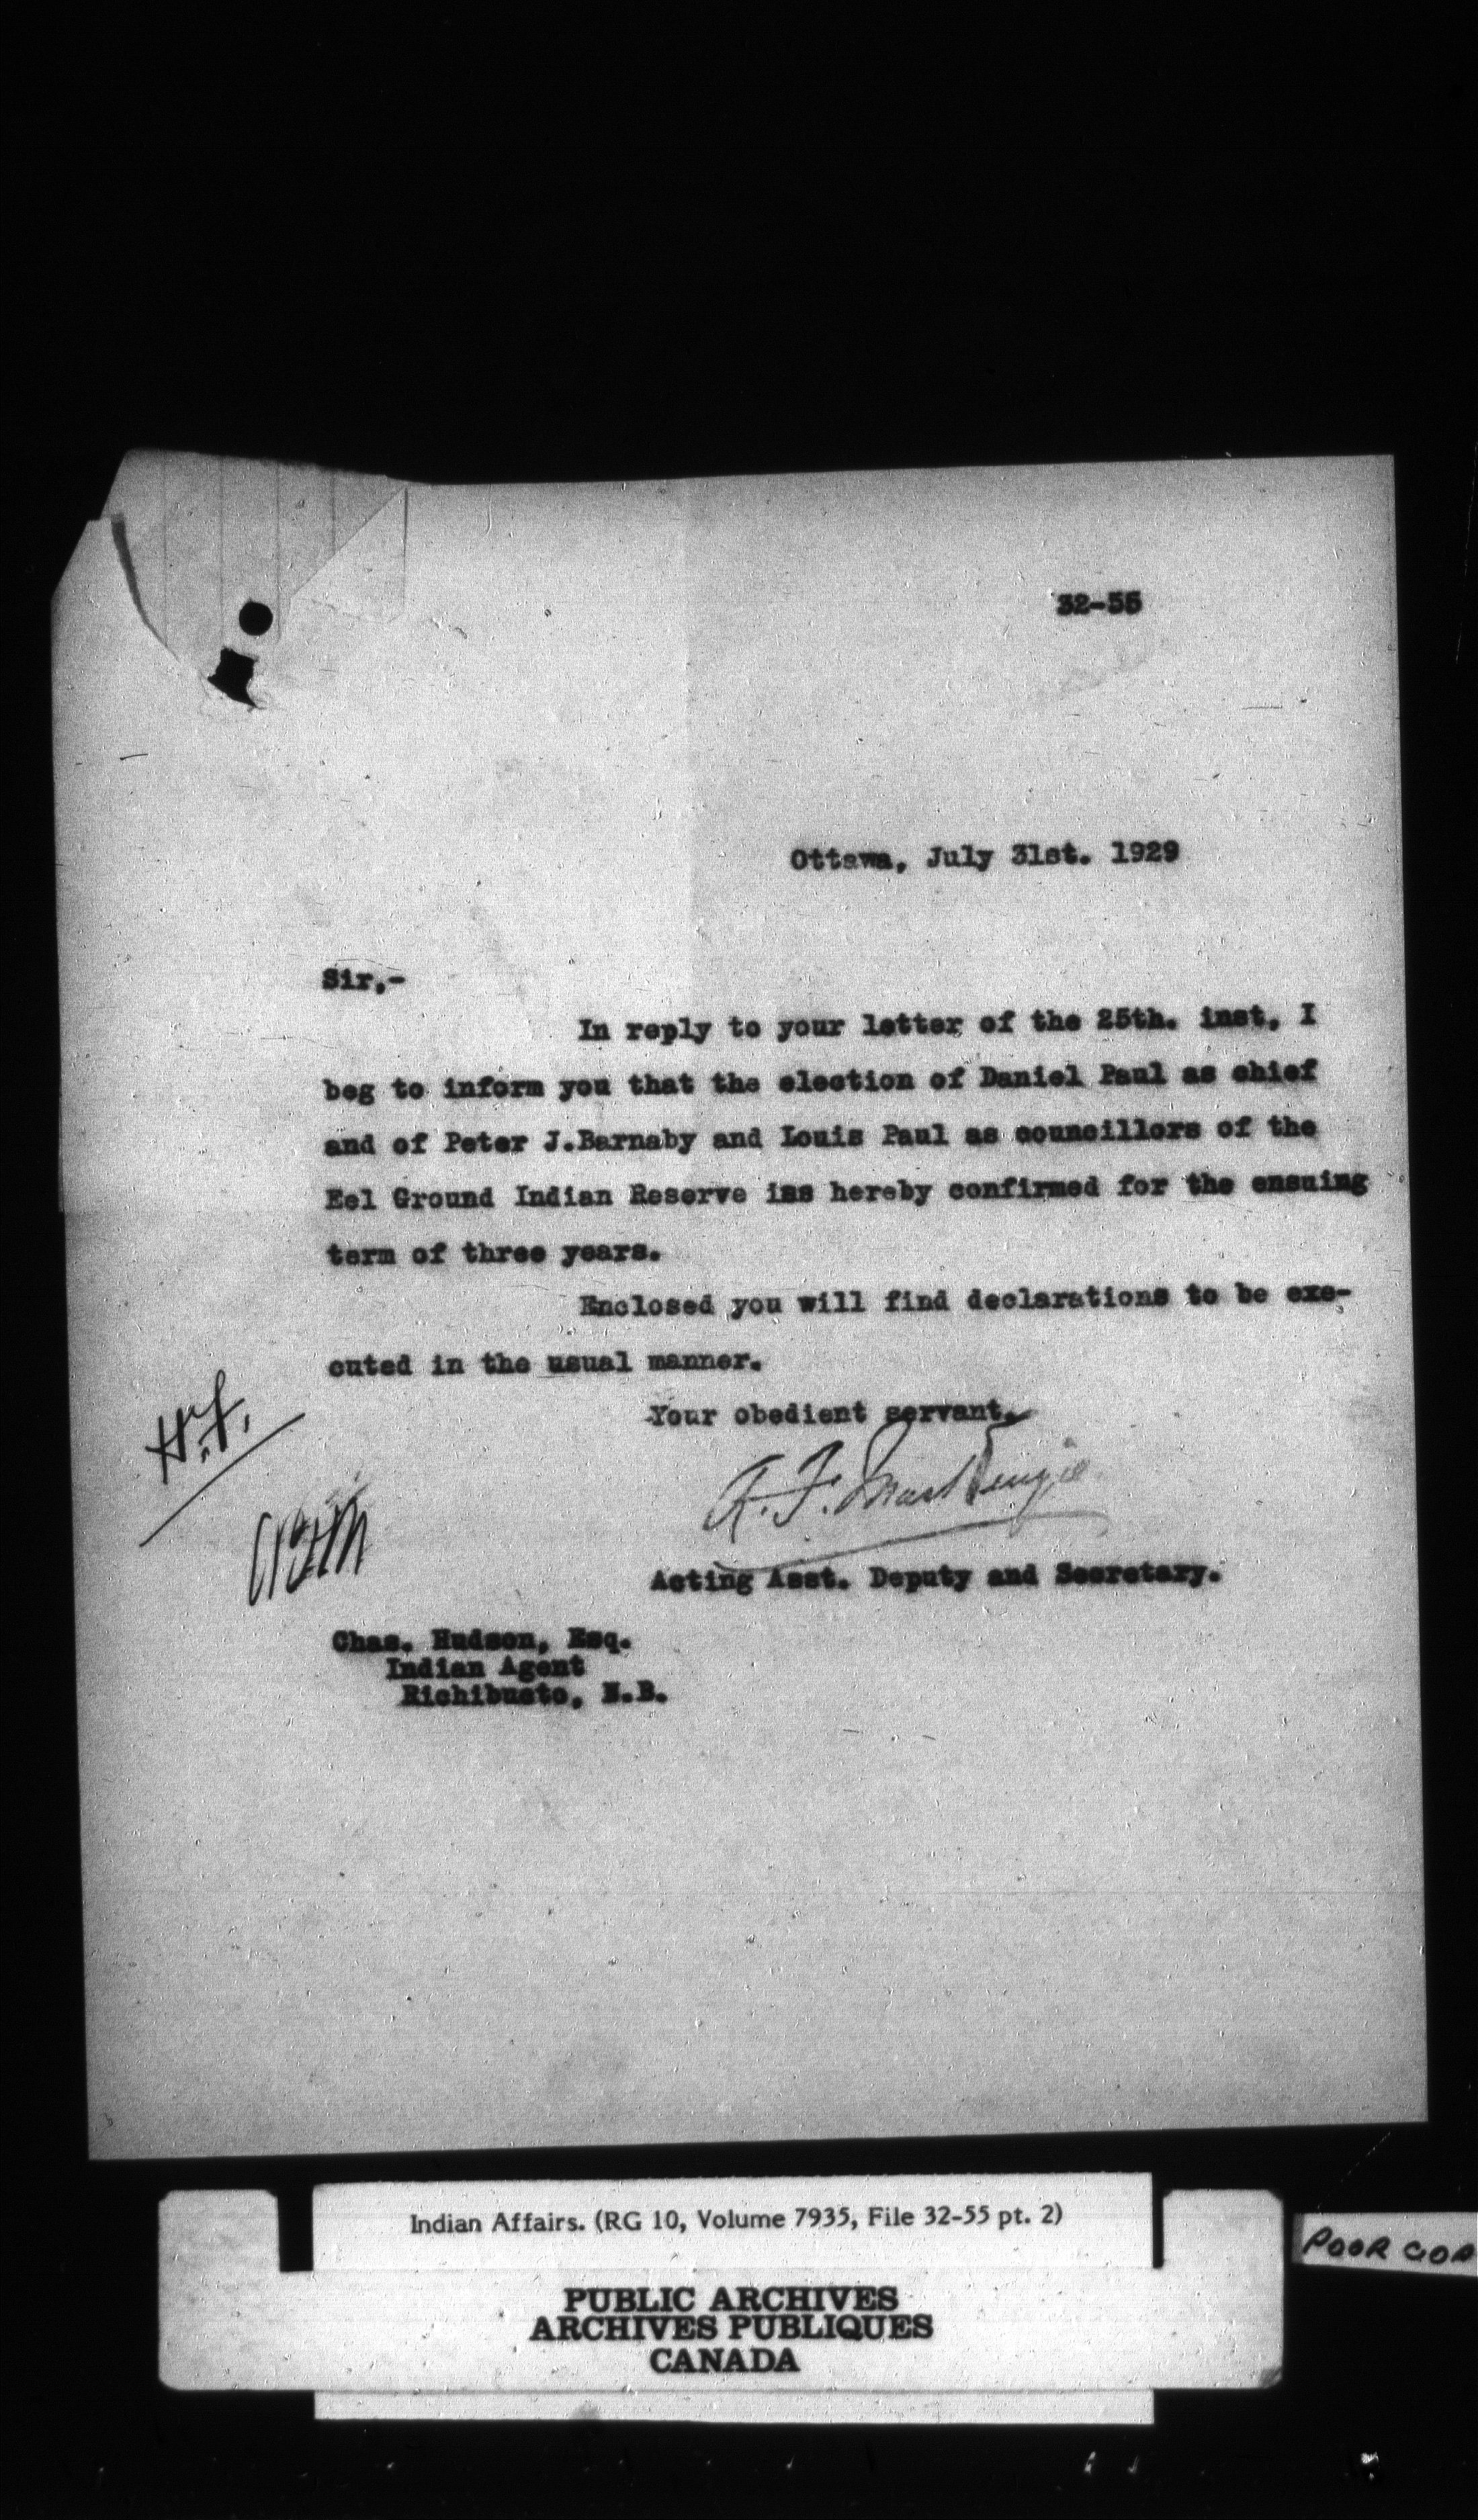 32-55
Ottawa, July 31st. 1929
Sir,-
In reply to your letter of the 25th. inst, I
beg to inform you that the election of Daniel Paul as chief
and of Peter J.Barnaby and Louis Paul as councillors of the
Eel Ground Indian Reserve iss hereby confirmed for the ensuing
term of three years.
Enclosed you will find declarations to be exe-
cuted in the usual manner.
Your obedient servant,
A. F. MacKenzie
Acting Asst. Deputy and Secretary.
Chas. Hudson, Esq.
Indian Agent
Richibucto, N.B.
Indian Affairs. (RG 10, Volume 7935, File 32-55 pt. 2)
POOR COP
PUBLIC ARCHIVES
ARCHIVES PUBLIQUES
CANADA